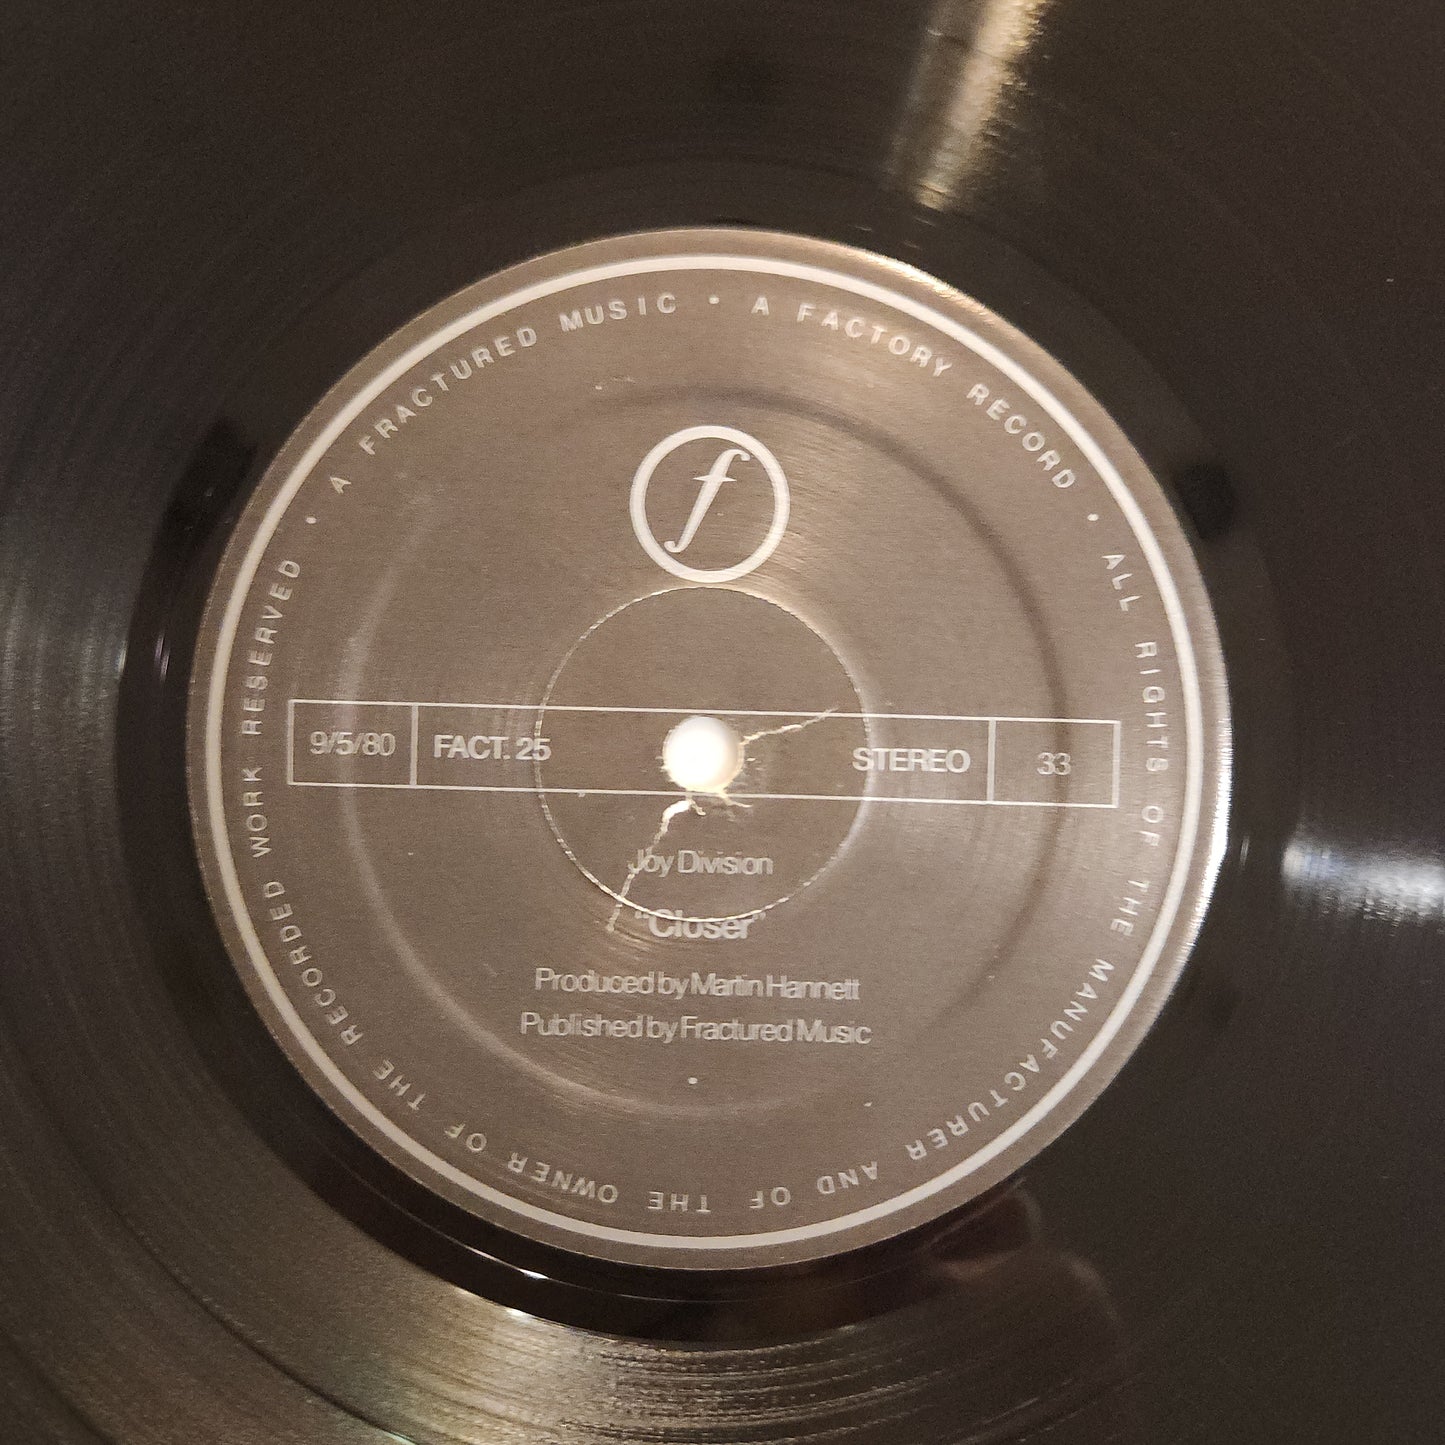 A FRACTURED MUSIC • A FACTORY RECORD • ALL RIGHTS OF THE MANUFACTURER AND OF THE OWNER OF THE RECORDED WORK RESERVED •
f
9/5/80 FACT. 25 STEREO 33
Joy Division
"Closer"
Produced by Martin Hannett
Published by Fractured Music